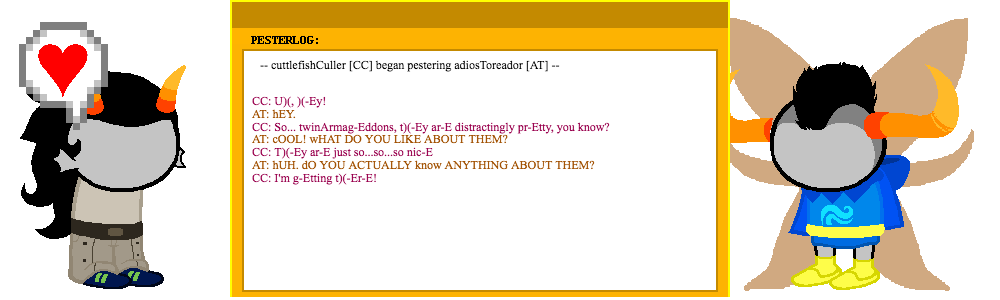 PESTERLOG:
-- cuttlefishCuller [CC] began pestering adiosToreador [AT] --
CC: U)(, )(-Ey!
AT: hEY.
CC: So... twinArmag-Eddons, t)(-Ey ar-E distractingly pr-Etty, you know?
AT: cOOL! wHAT DO YOU LIKE ABOUT THEM?
CC: T)(-Ey ar-E just so...so...so nic-E
AT: hUH. dO YOU ACTUALLY know ANYTHING ABOUT THEM?
CC: I'm g-Etting t)(-Er-E!